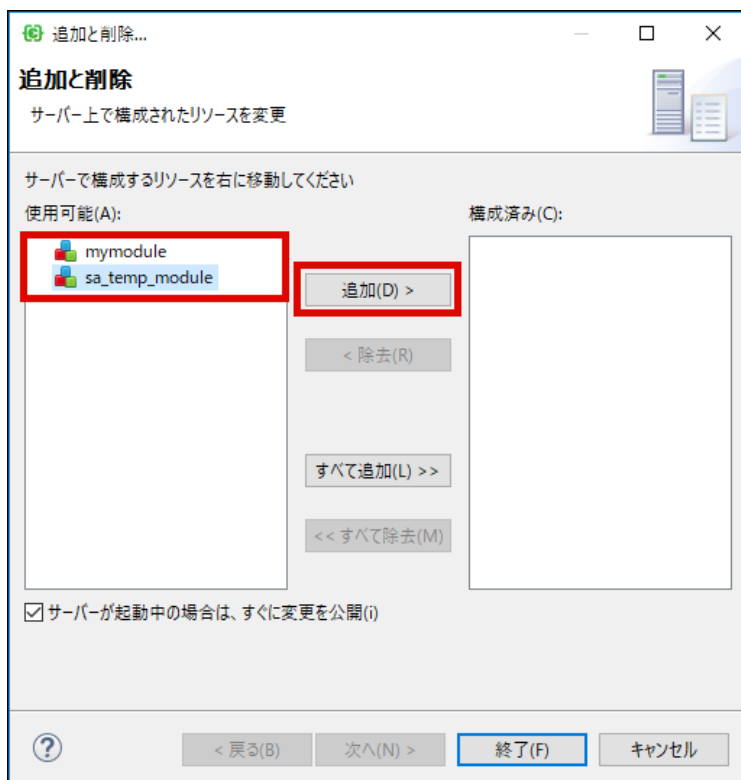 追加と削除...
追加と削除
サーバー上で構成されたリソースを変更
サーバーで構成するリソースを右に移動してください
使用可能(A):
構成済み(C):
mymodule
sa_temp_module
追加(D) >
< 除去(R)
すべて追加(L) >>
<< すべて除去(M)
サーバーが起動中の場合は、すぐに変更を公開(i)
< 戻る(B)
次へ(N) >
終了(F)
キャンセル